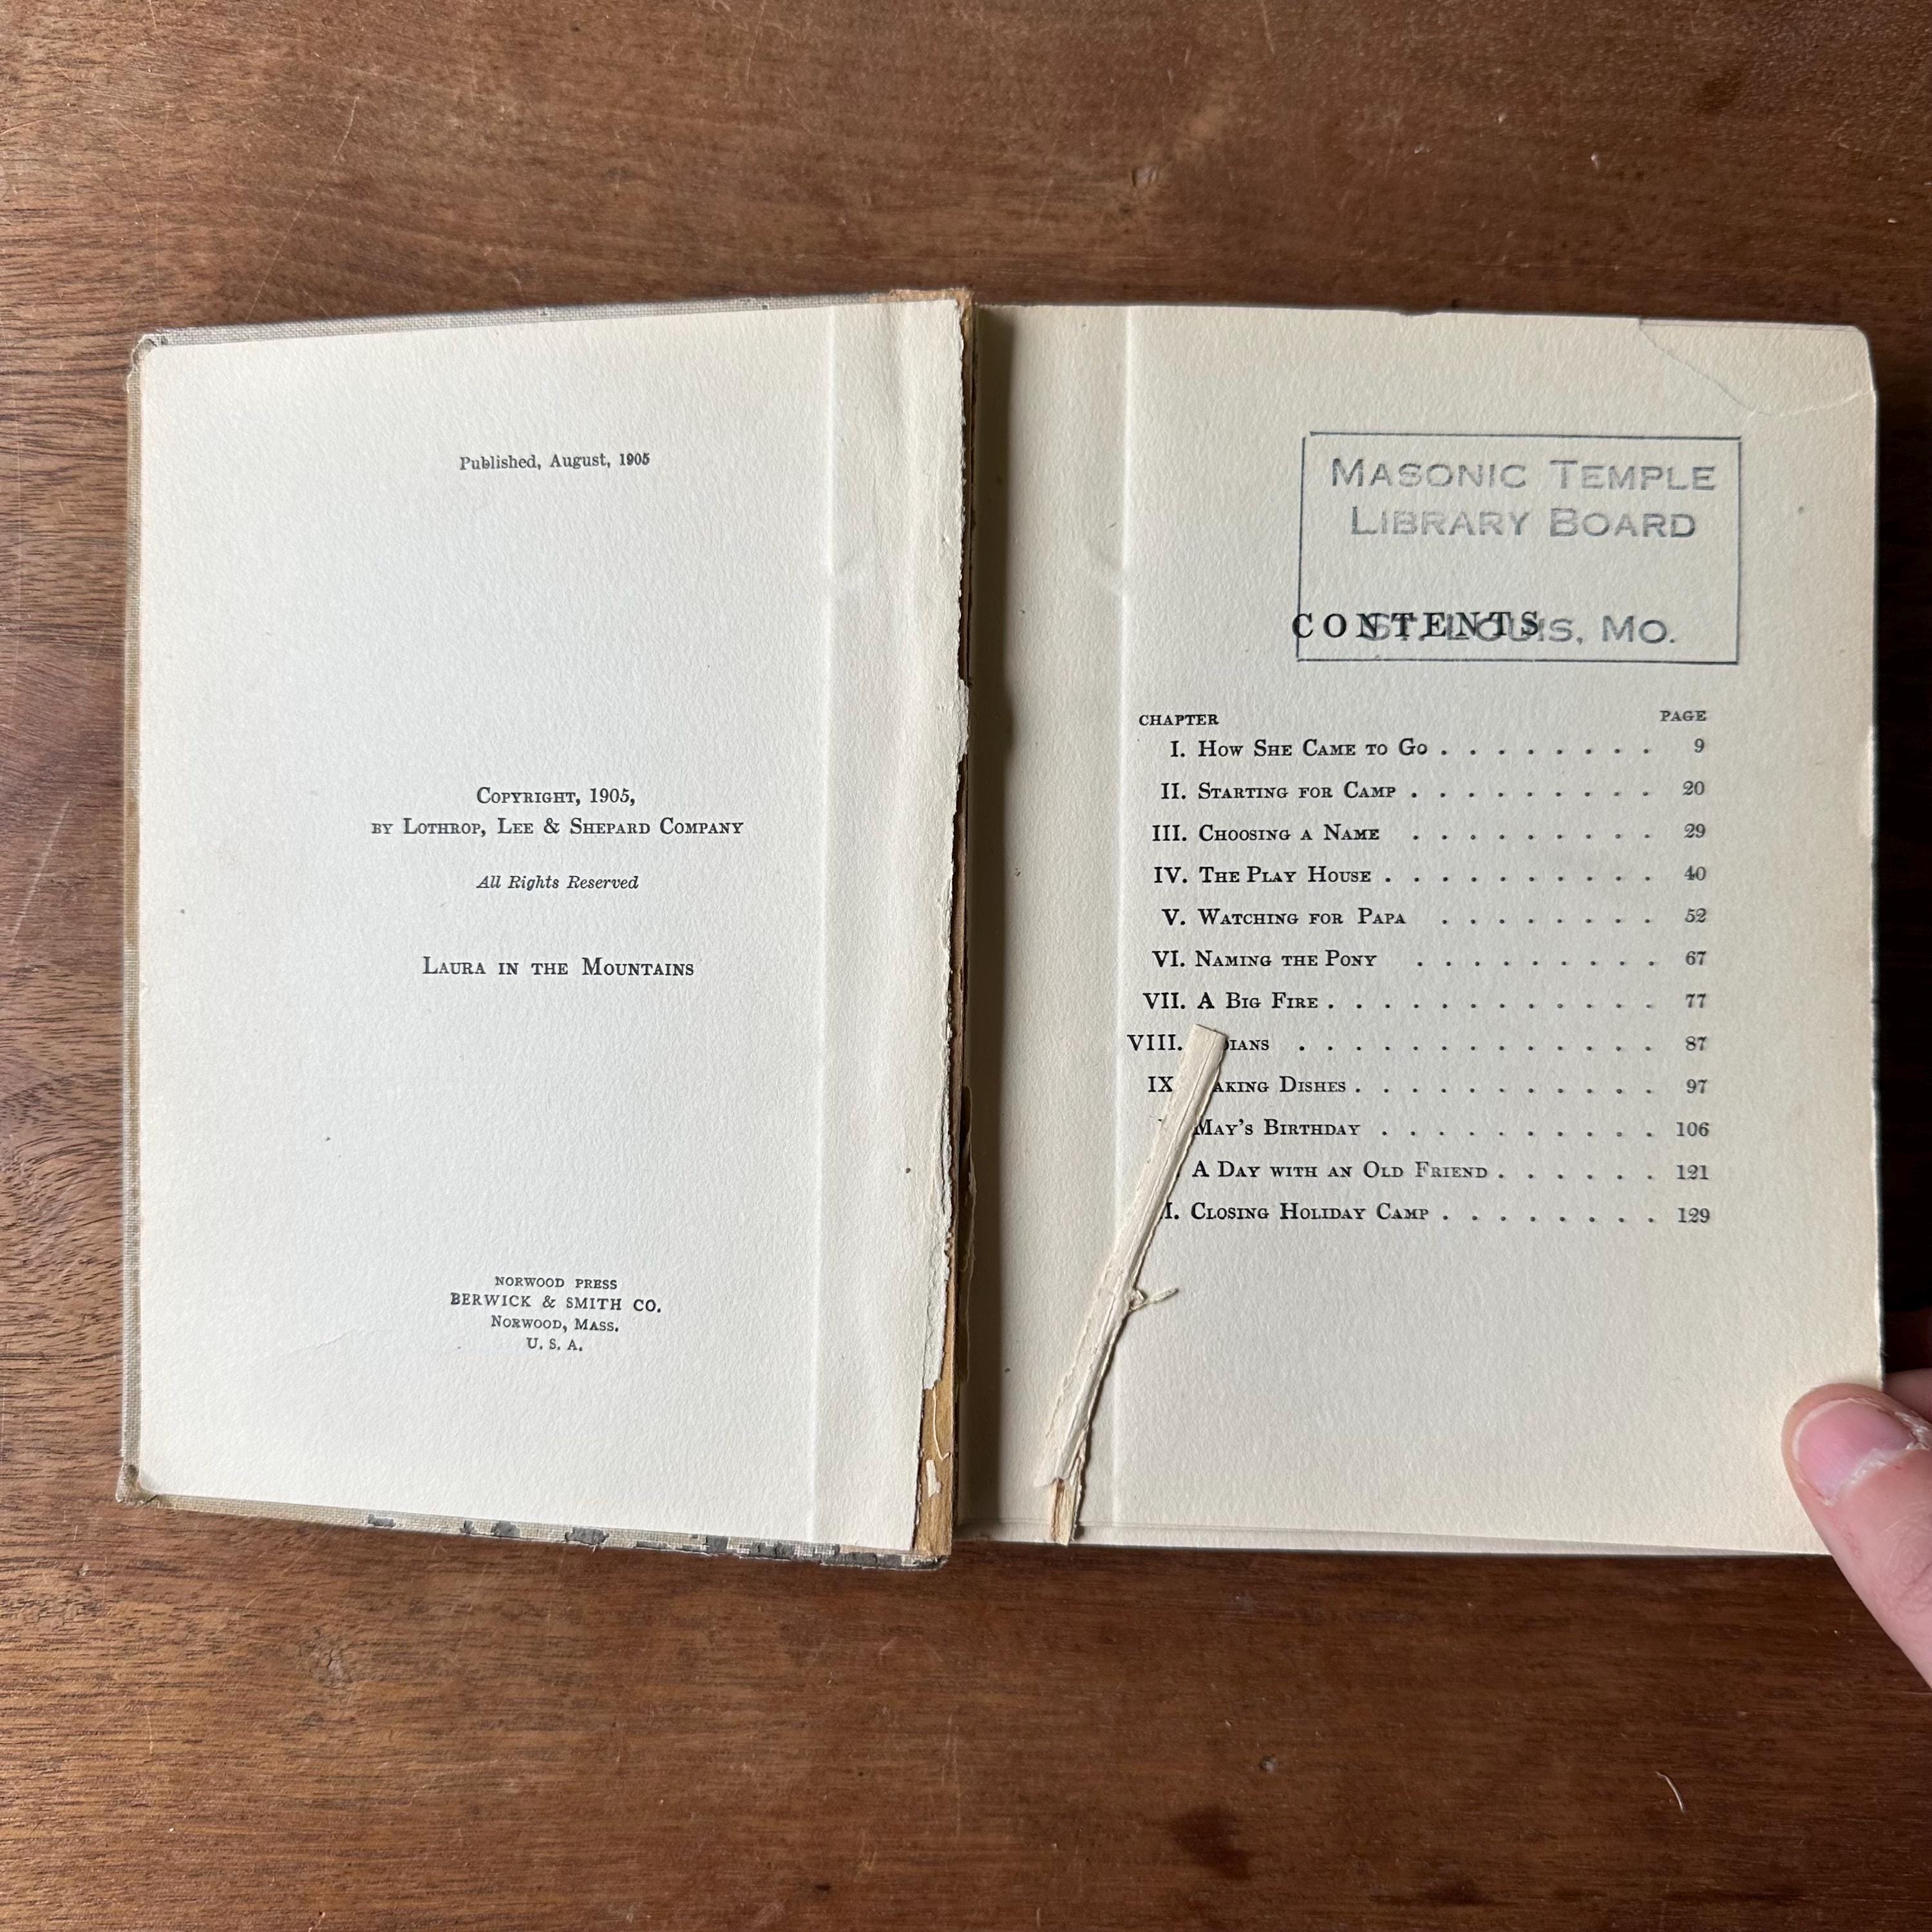 Published, August, 1905
COPYRIGHT, 1905,
BY LOTHROP, LEE & SHEPARD COMPANY
All Rights Reserved
LAURA IN THE MOUNTAINS
NORWOOD PRESS
BERWICK & SMITH CO.
NORWOOD, MASS.
U. S. A.
MASONIC TEMPLE
LIBRARY BOARD
ST. LOUIS, MO.
CONTENTS
CHAPTER PAGE
I. HOW SHE CAME TO GO . . . . . . . . 9
II. STARTING FOR CAMP . . . . . . . . . 20
III. CHOOSING A NAME . . . . . . . . . 29
IV. THE PLAY HOUSE . . . . . . . . . . 40
V. WATCHING FOR PAPA . . . . . . . . 52
VI. NAMING THE PONY . . . . . . . . . 67
VII. A BIG FIRE . . . . . . . . . . . . 77
VIII. . . . . . . . . . . . . . 87
IX DISHES . . . . . . . . . . . 97
MAY'S BIRTHDAY . . . . . . . . . . 106
A DAY WITH AN OLD FRIEND . . . . . . 121
CLOSING HOLIDAY CAMP . . . . . . . . 129